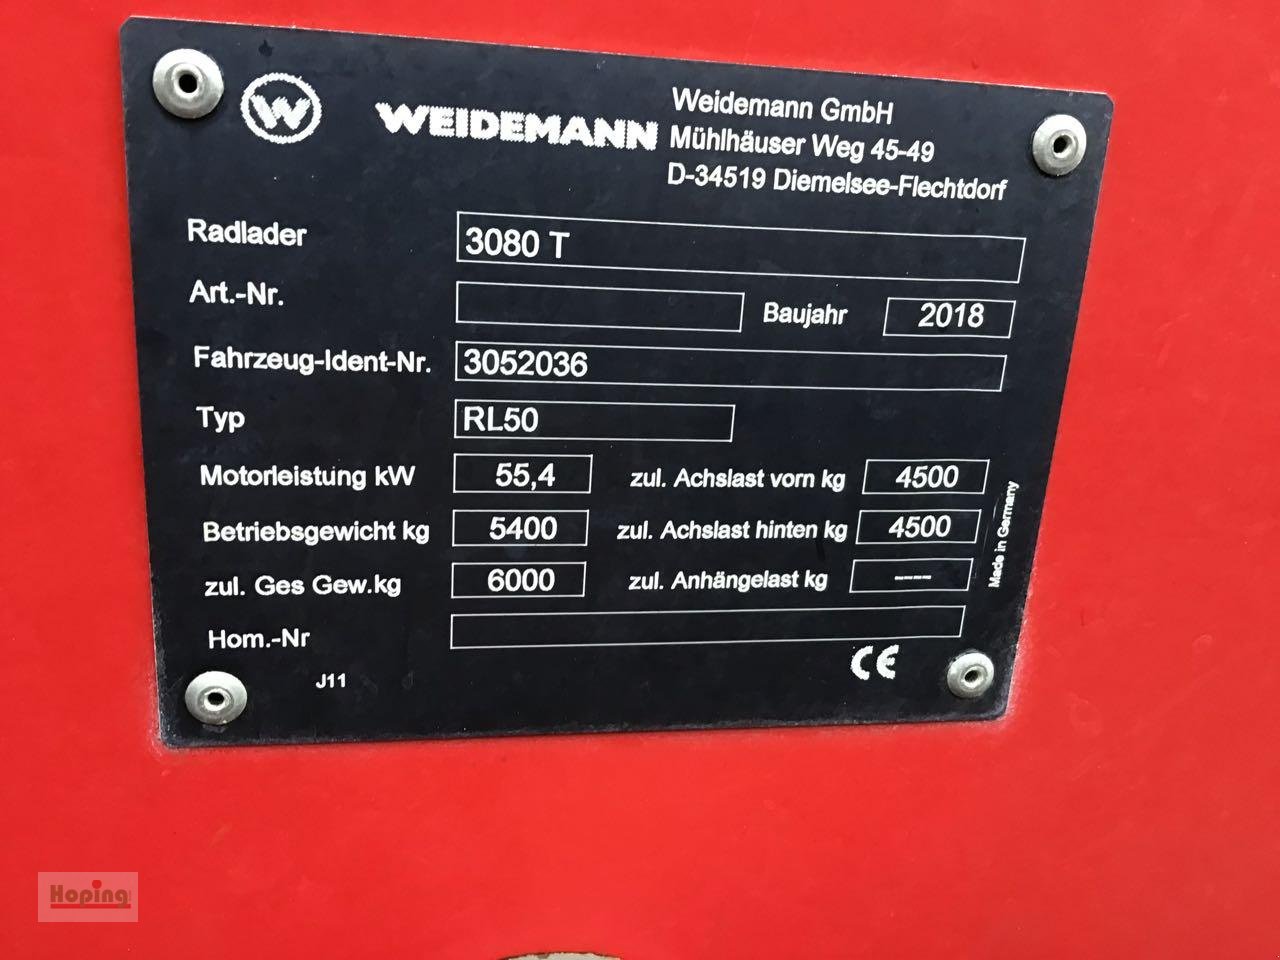 W WEIDEMANN
Weidemann GmbH
Mühlhäuser Weg 45-49
D-34519 Diemelsee-Flechtdorf
Radlader 3080 T
Art.-Nr. Baujahr 2018
Fahrzeug-Ident-Nr. 3052036
Typ RL50
Motorleistung kW 55,4 zul. Achslast vorn kg 4500
Betriebsgewicht kg 5400 zul. Achslast hinten kg 4500
zul. Ges Gew.kg 6000 zul. Anhängelast kg ----
Hom.-Nr
Made in Germany
J11 CE
Hoping